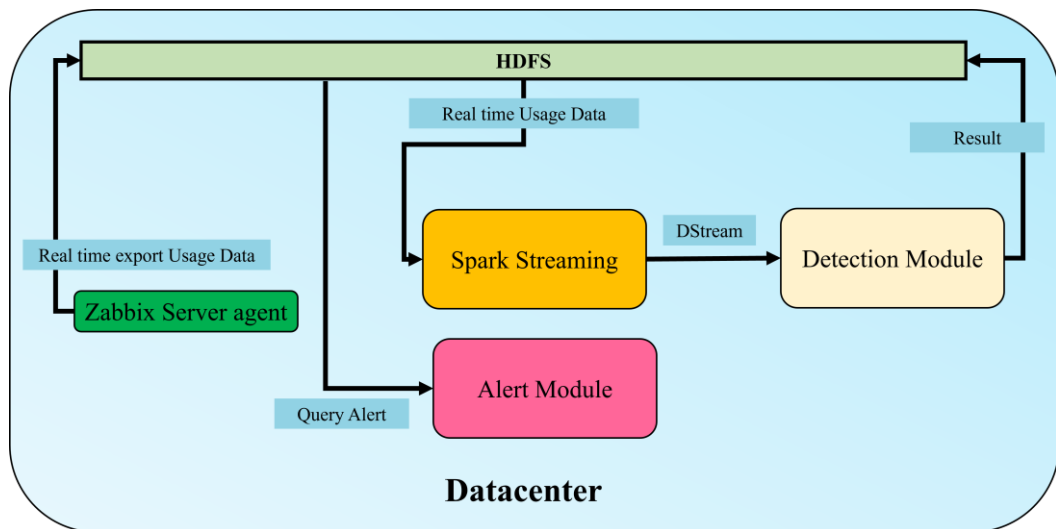 HDFS
Real time Usage Data
Result
DStream
Spark Streaming
Detection Module
Real time export Usage Data
Zabbix Server agent
Alert Module
Query Alert
Datacenter